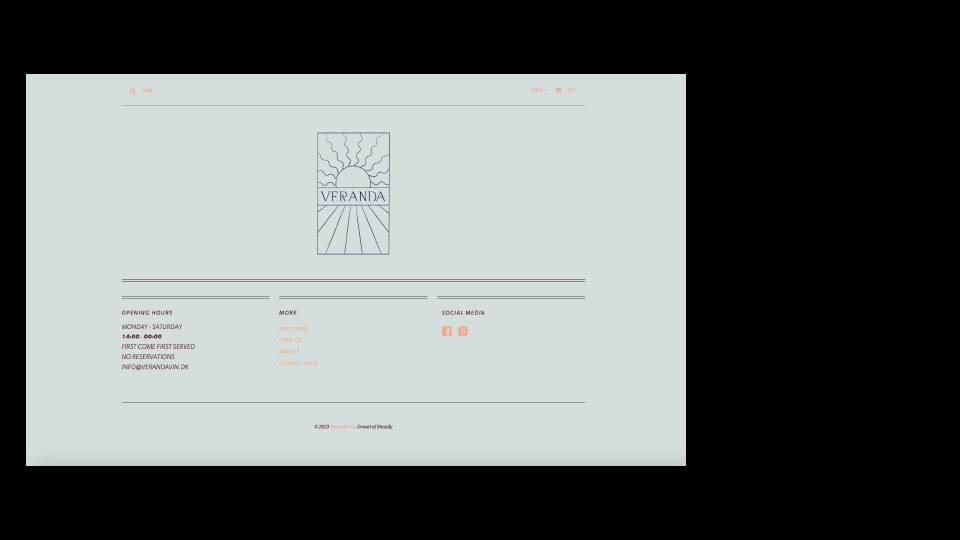 Søg
DKK
(0)
VERANDA
OPENING HOURS
MONDAY - SATURDAY
14:00 - 00:00
FIRST COME FIRST SERVED
NO RESERVATIONS
INFO@VERANDAVIN.DK
MORE
GIFTCARD
FIND US
COOKIE INFO
SOCIAL MEDIA
© 2023 Veranda Vin, Drevet af Shopify